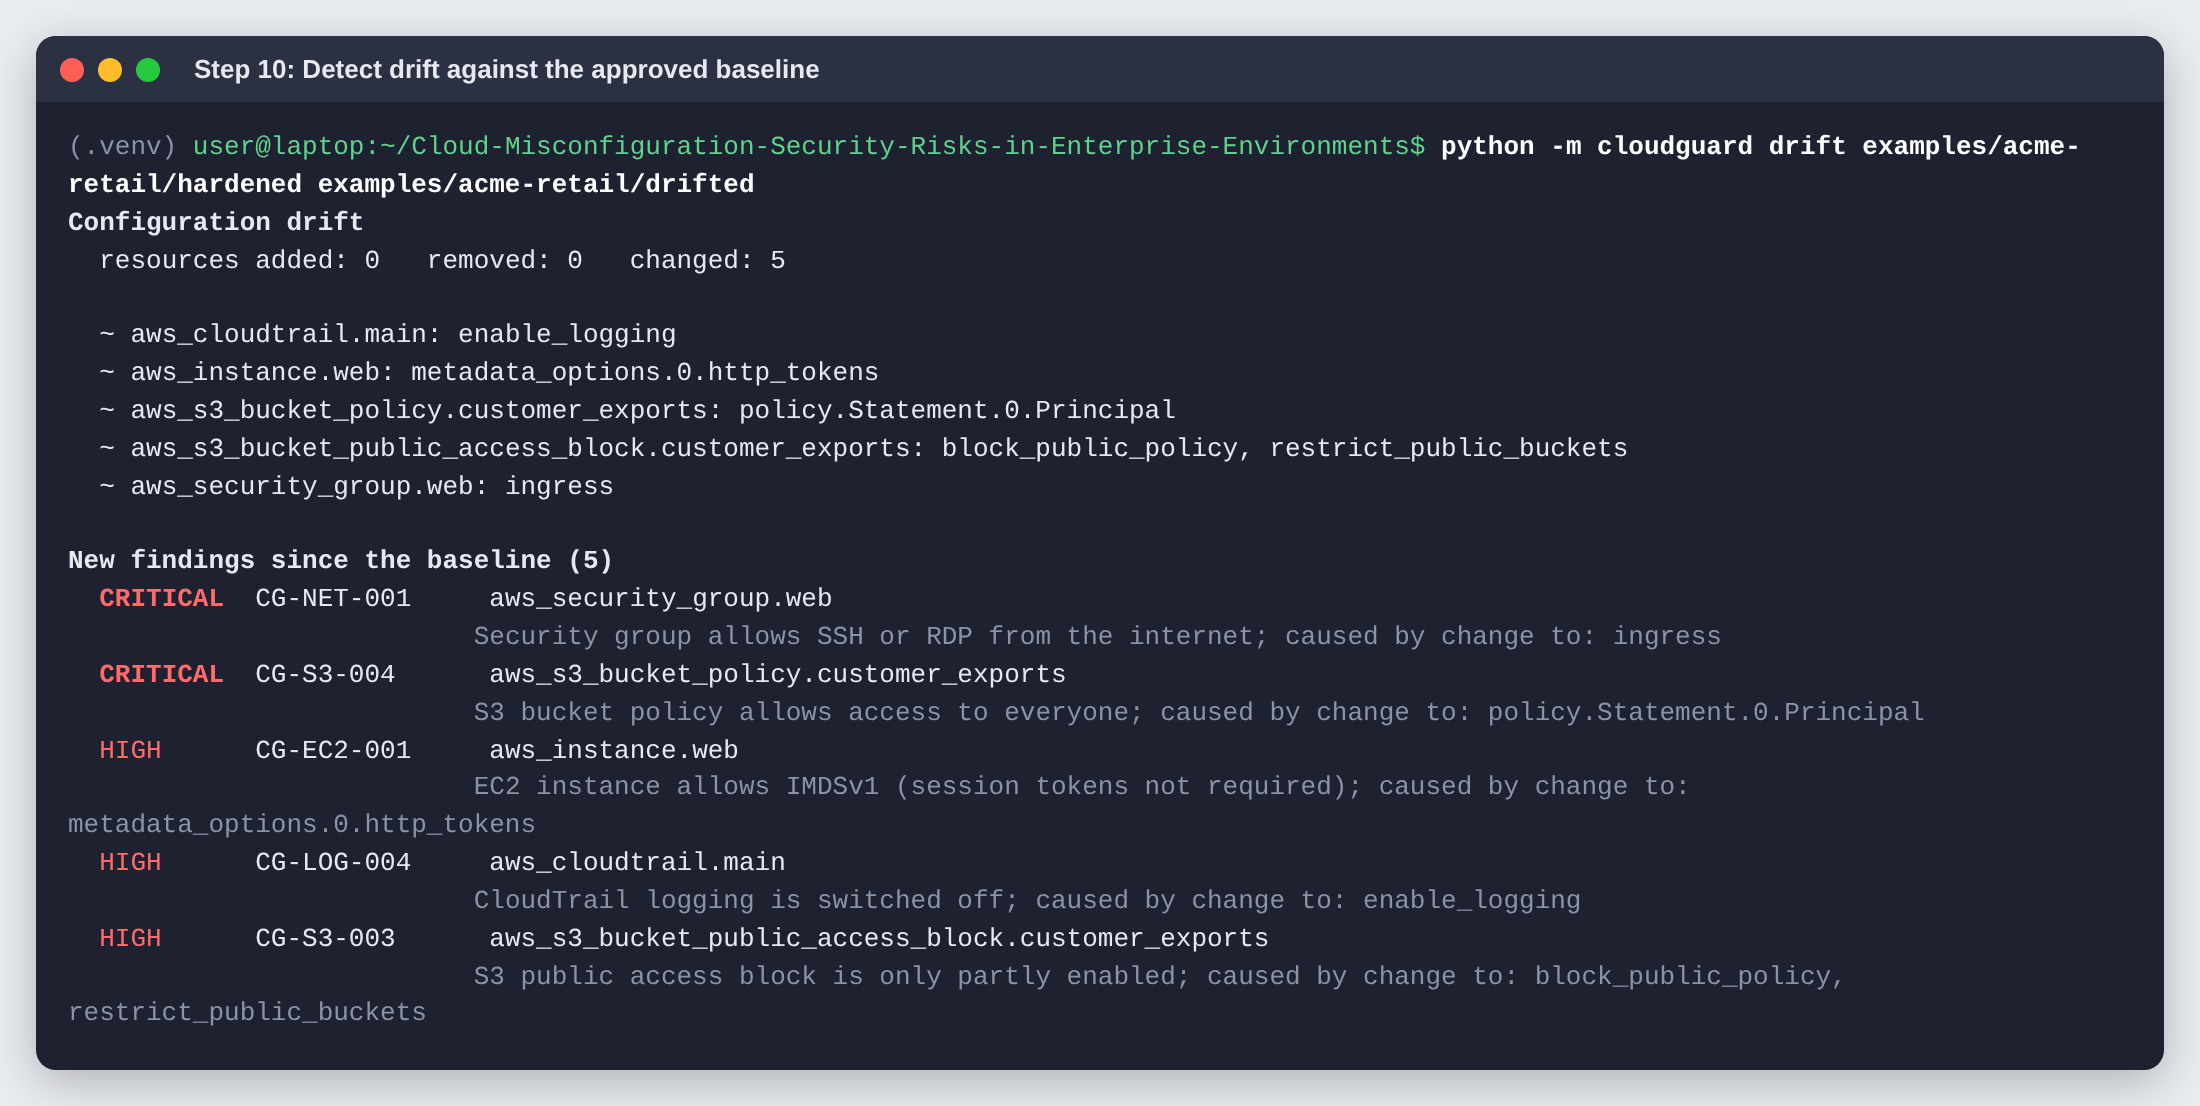 Step 10: Detect drift against the approved baseline
(.venv) user@laptop:~/Cloud-Misconfiguration-Security-Risks-in-Enterprise-Environments$ python -m cloudguard drift examples/acme-
retail/hardened examples/acme-retail/drifted
Configuration drift
  resources added: 0   removed: 0   changed: 5

  ~ aws_cloudtrail.main: enable_logging
  ~ aws_instance.web: metadata_options.0.http_tokens
  ~ aws_s3_bucket_policy.customer_exports: policy.Statement.0.Principal
  ~ aws_s3_bucket_public_access_block.customer_exports: block_public_policy, restrict_public_buckets
  ~ aws_security_group.web: ingress

New findings since the baseline (5)
  CRITICAL  CG-NET-001     aws_security_group.web
                          Security group allows SSH or RDP from the internet; caused by change to: ingress
  CRITICAL  CG-S3-004      aws_s3_bucket_policy.customer_exports
                          S3 bucket policy allows access to everyone; caused by change to: policy.Statement.0.Principal
  HIGH      CG-EC2-001     aws_instance.web
                          EC2 instance allows IMDSv1 (session tokens not required); caused by change to:
metadata_options.0.http_tokens
  HIGH      CG-LOG-004     aws_cloudtrail.main
                          CloudTrail logging is switched off; caused by change to: enable_logging
  HIGH      CG-S3-003      aws_s3_bucket_public_access_block.customer_exports
                          S3 public access block is only partly enabled; caused by change to: block_public_policy,
restrict_public_buckets